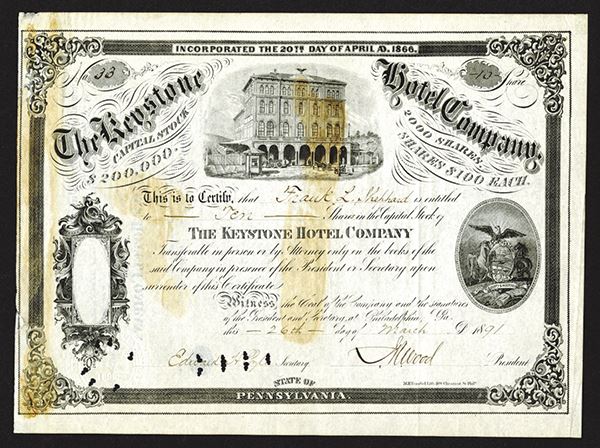 INCORPORATED THE 20TH DAY OF APRIL A.D. 1866.
No. 33
10 Share
The Keystone Hotel Company;
CAPITAL STOCK
$200,000.
2000 SHARES.
SHARES $100 EACH.
This is to Certify, that Frank L. Shephard is entitled
to — Ten — Shares in the Capital Stock of
THE KEYSTONE HOTEL COMPANY
Transferable in person or by Attorney only in the books of the
said Company in presence of the President or Secretary upon
surrender of this Certificate.
Witness, the Seal of the Company and the signatures
of the President and Secretary, at Philadelphia, Pa.
this — 26th — day of March AD 1891
Secretary
President
STATE OF
PENNSYLVANIA.